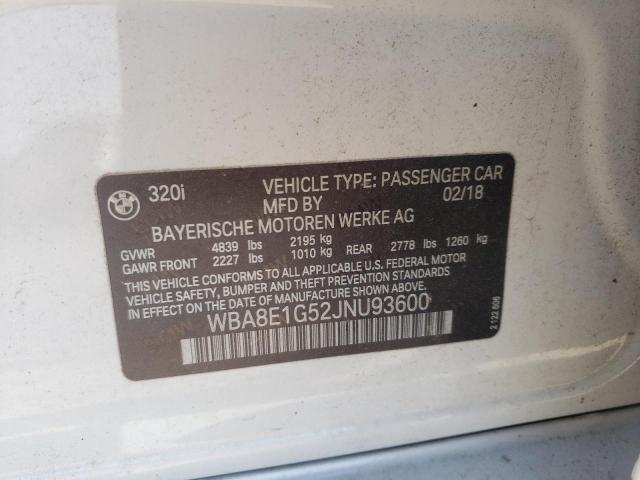 320i VEHICLE TYPE: PASSENGER CAR
MFD BY 02/18
BAYERISCHE MOTOREN WERKE AG
GVWR 4839 lbs 2195 kg
GAWR FRONT 2227 lbs 1010 kg REAR 2778 lbs 1260 kg
THIS VEHICLE CONFORMS TO ALL APPLICABLE U.S. FEDERAL MOTOR
VEHICLE SAFETY, BUMPER, AND THEFT PREVENTION STANDARDS IN
EFFECT ON THE DATE OF MANUFACTURE SHOWN ABOVE.
WBA8E1G52JNU93600
2 122 606